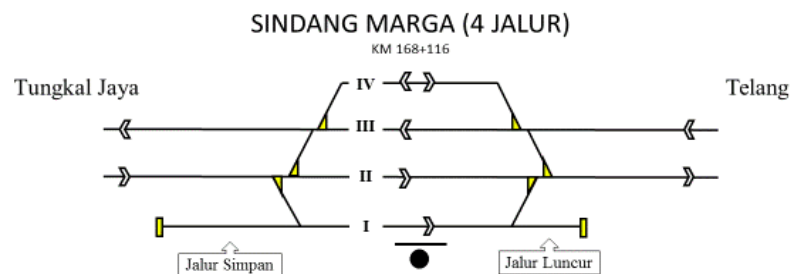 SINDANG MARGA (4 JALUR)
KM 168+116
Tungkal Jaya
Telang
IV
III
II
I
Jalur Simpan
Jalur Luncur